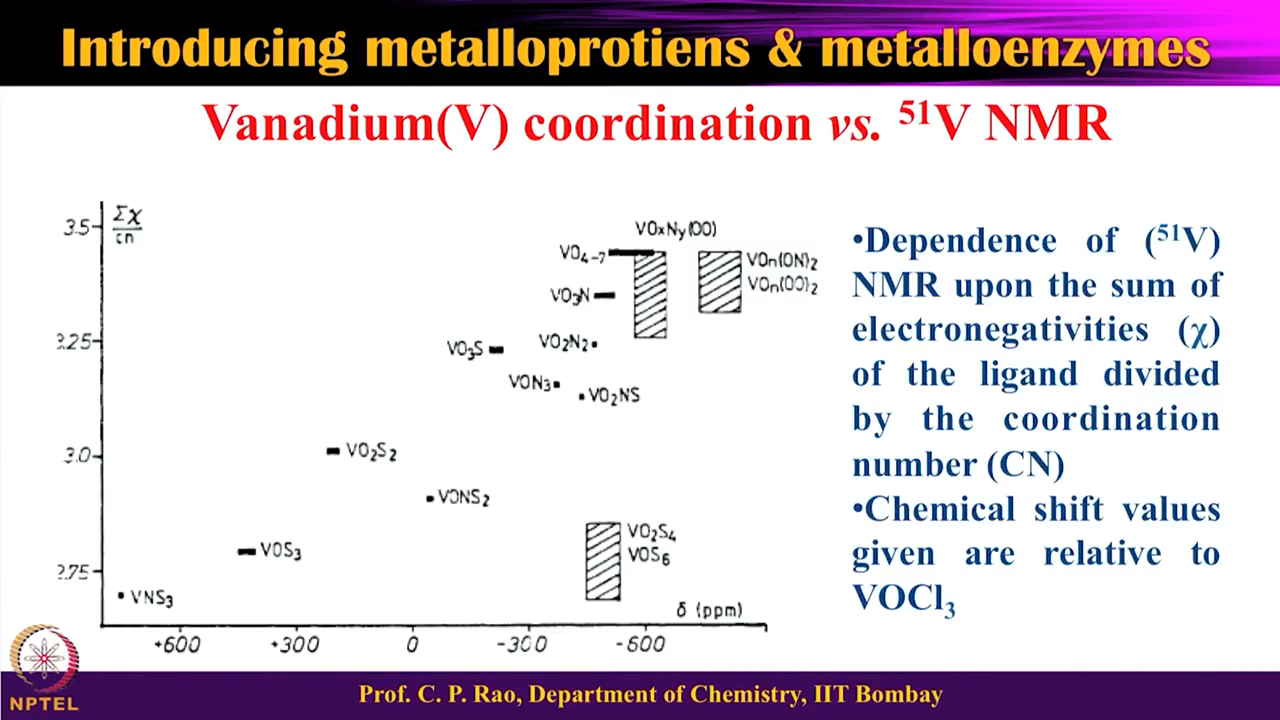 Introducing metalloprotiens & metalloenzymes
Vanadium(V) coordination vs. ⁵¹V NMR
Σχ
cn
3.5
3.25
3.0
2.75
VOxNy(OO)
VO₄₋₇
VOn(ON)₂
VOn(OO)₂
VO₃N
VO₃S
VO₂N₂
VON₃
VO₂NS
VO₂S₂
VONS₂
VO₂S₄
VOS₆
VOS₃
VNS₃
δ (ppm)
+600
+300
0
-300
-600
•Dependence of (⁵¹V)
NMR upon the sum of
electronegativities (χ)
of the ligand divided
by the coordination
number (CN)
•Chemical shift values
given are relative to
VOCl₃
NPTEL
Prof. C. P. Rao, Department of Chemistry, IIT Bombay